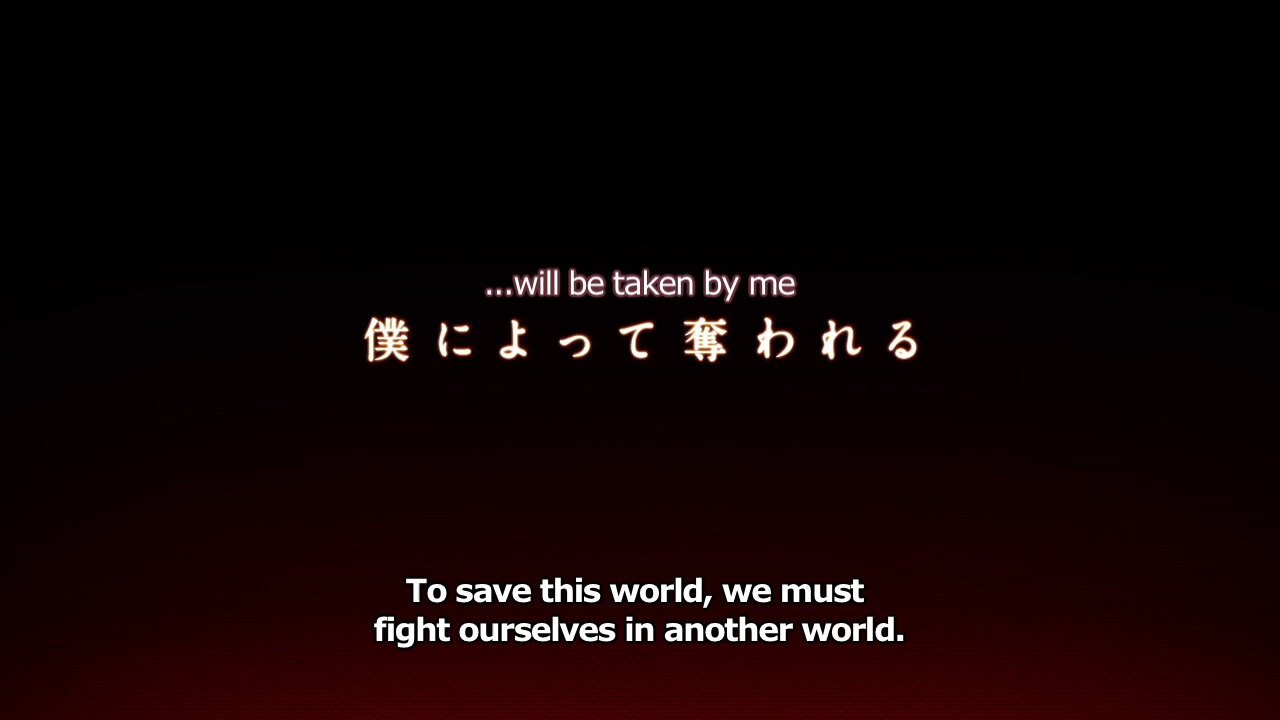 ...will be taken by me
僕によって奪われる
To save this world, we must
fight ourselves in another world.